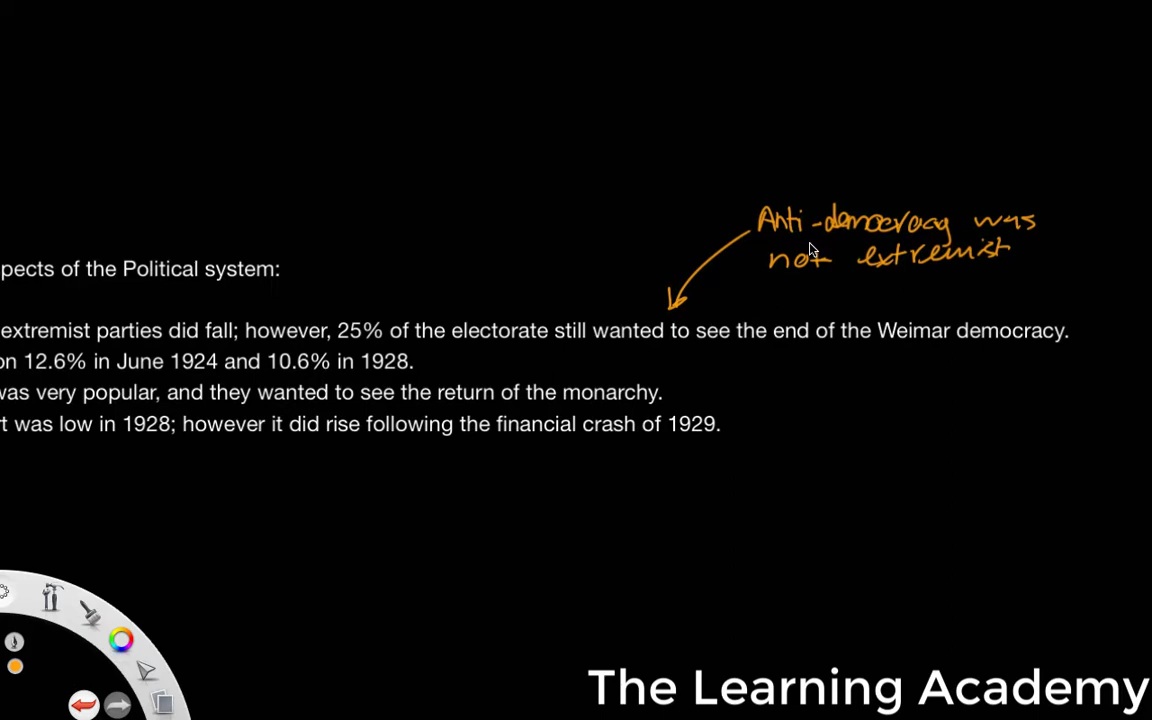 Anti-democracy was
not extremist
pects of the Political system:
extremist parties did fall; however, 25% of the electorate still wanted to see the end of the Weimar democracy.
on 12.6% in June 1924 and 10.6% in 1928.
was very popular, and they wanted to see the return of the monarchy.
t was low in 1928; however it did rise following the financial crash of 1929.
The Learning Academy